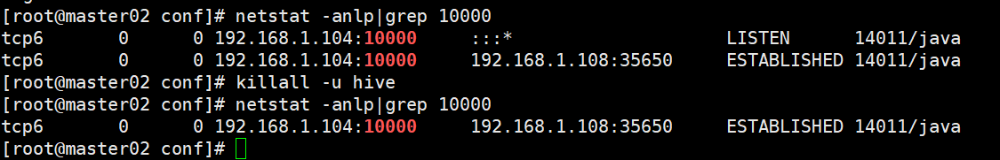 [root@master02 conf]# netstat -anlp|grep 10000
tcp6       0      0 192.168.1.104:10000     :::*                    LISTEN      14011/java
tcp6       0      0 192.168.1.104:10000     192.168.1.108:35650     ESTABLISHED 14011/java
[root@master02 conf]# killall -u hive
[root@master02 conf]# netstat -anlp|grep 10000
tcp6       0      0 192.168.1.104:10000     192.168.1.108:35650     ESTABLISHED 14011/java
[root@master02 conf]#